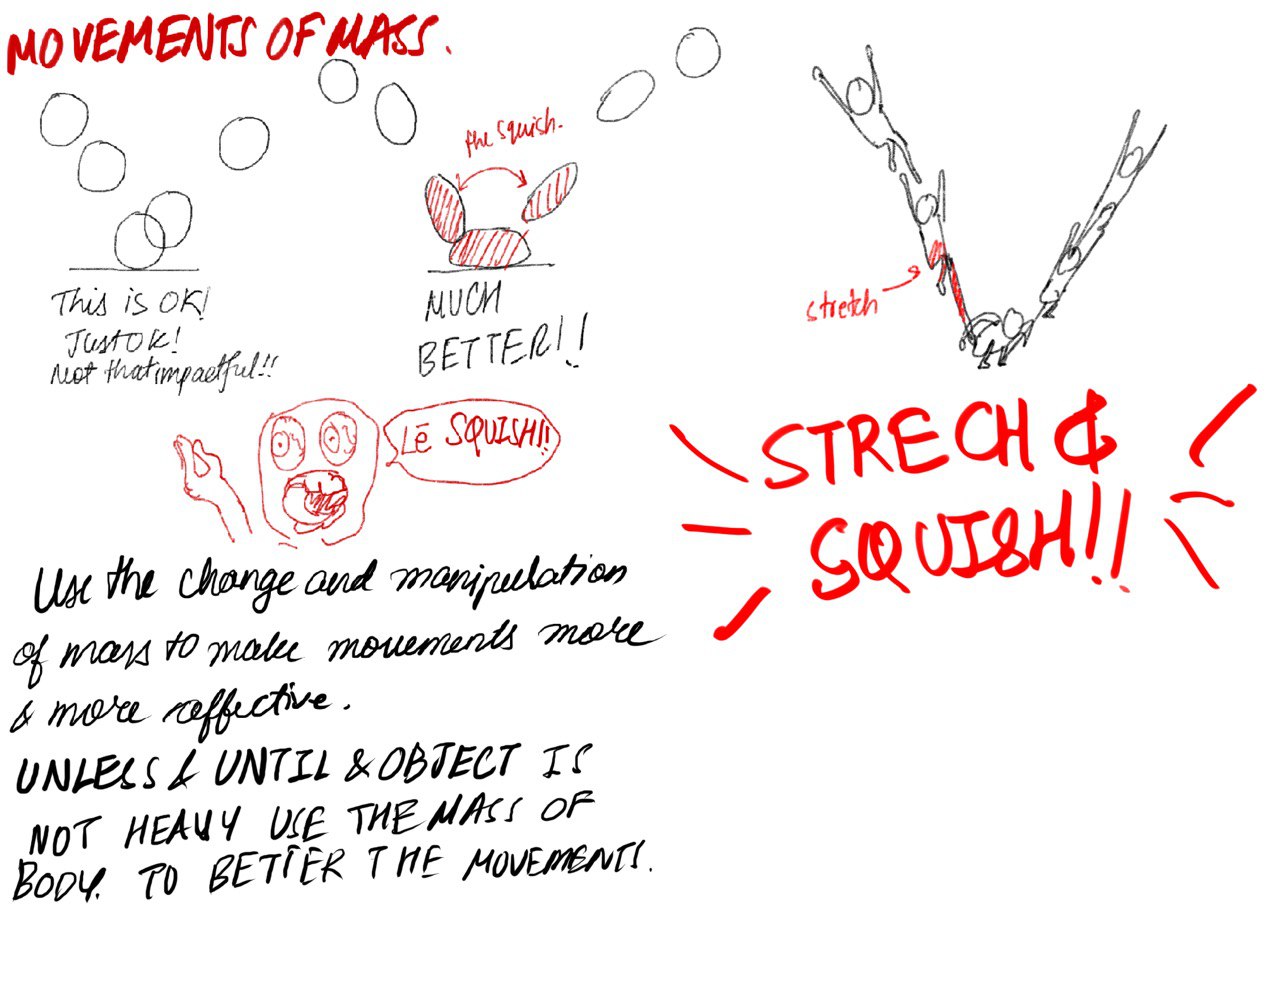 MOVEMENTS OF MASS.
the squish.
This is OK!
Just OK!
Not that impactful!!
MUCH
BETTER!!
stretch
LĒ SQUISH!!
STRECH &
SQUISH!!
Use the change and manipulation
of mass to make movements more
& more effective.
UNLESS & UNTIL & OBJECT IS
NOT HEAVY USE THE MASS OF
BODY. TO BETTER THE MOVEMENTS.